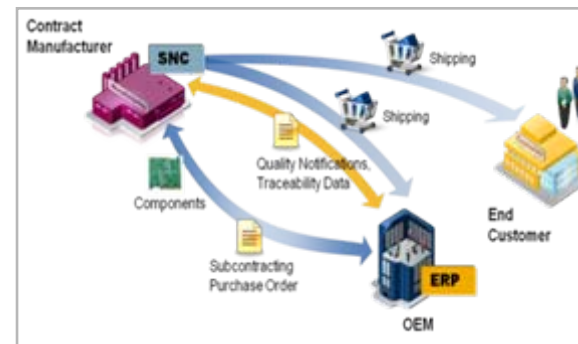 Contract
Manufacturer
SNC
Shipping
Shipping
Quality Notifications,
Traceability Data
Components
Subcontracting
Purchase Order
End
Customer
ERP
OEM